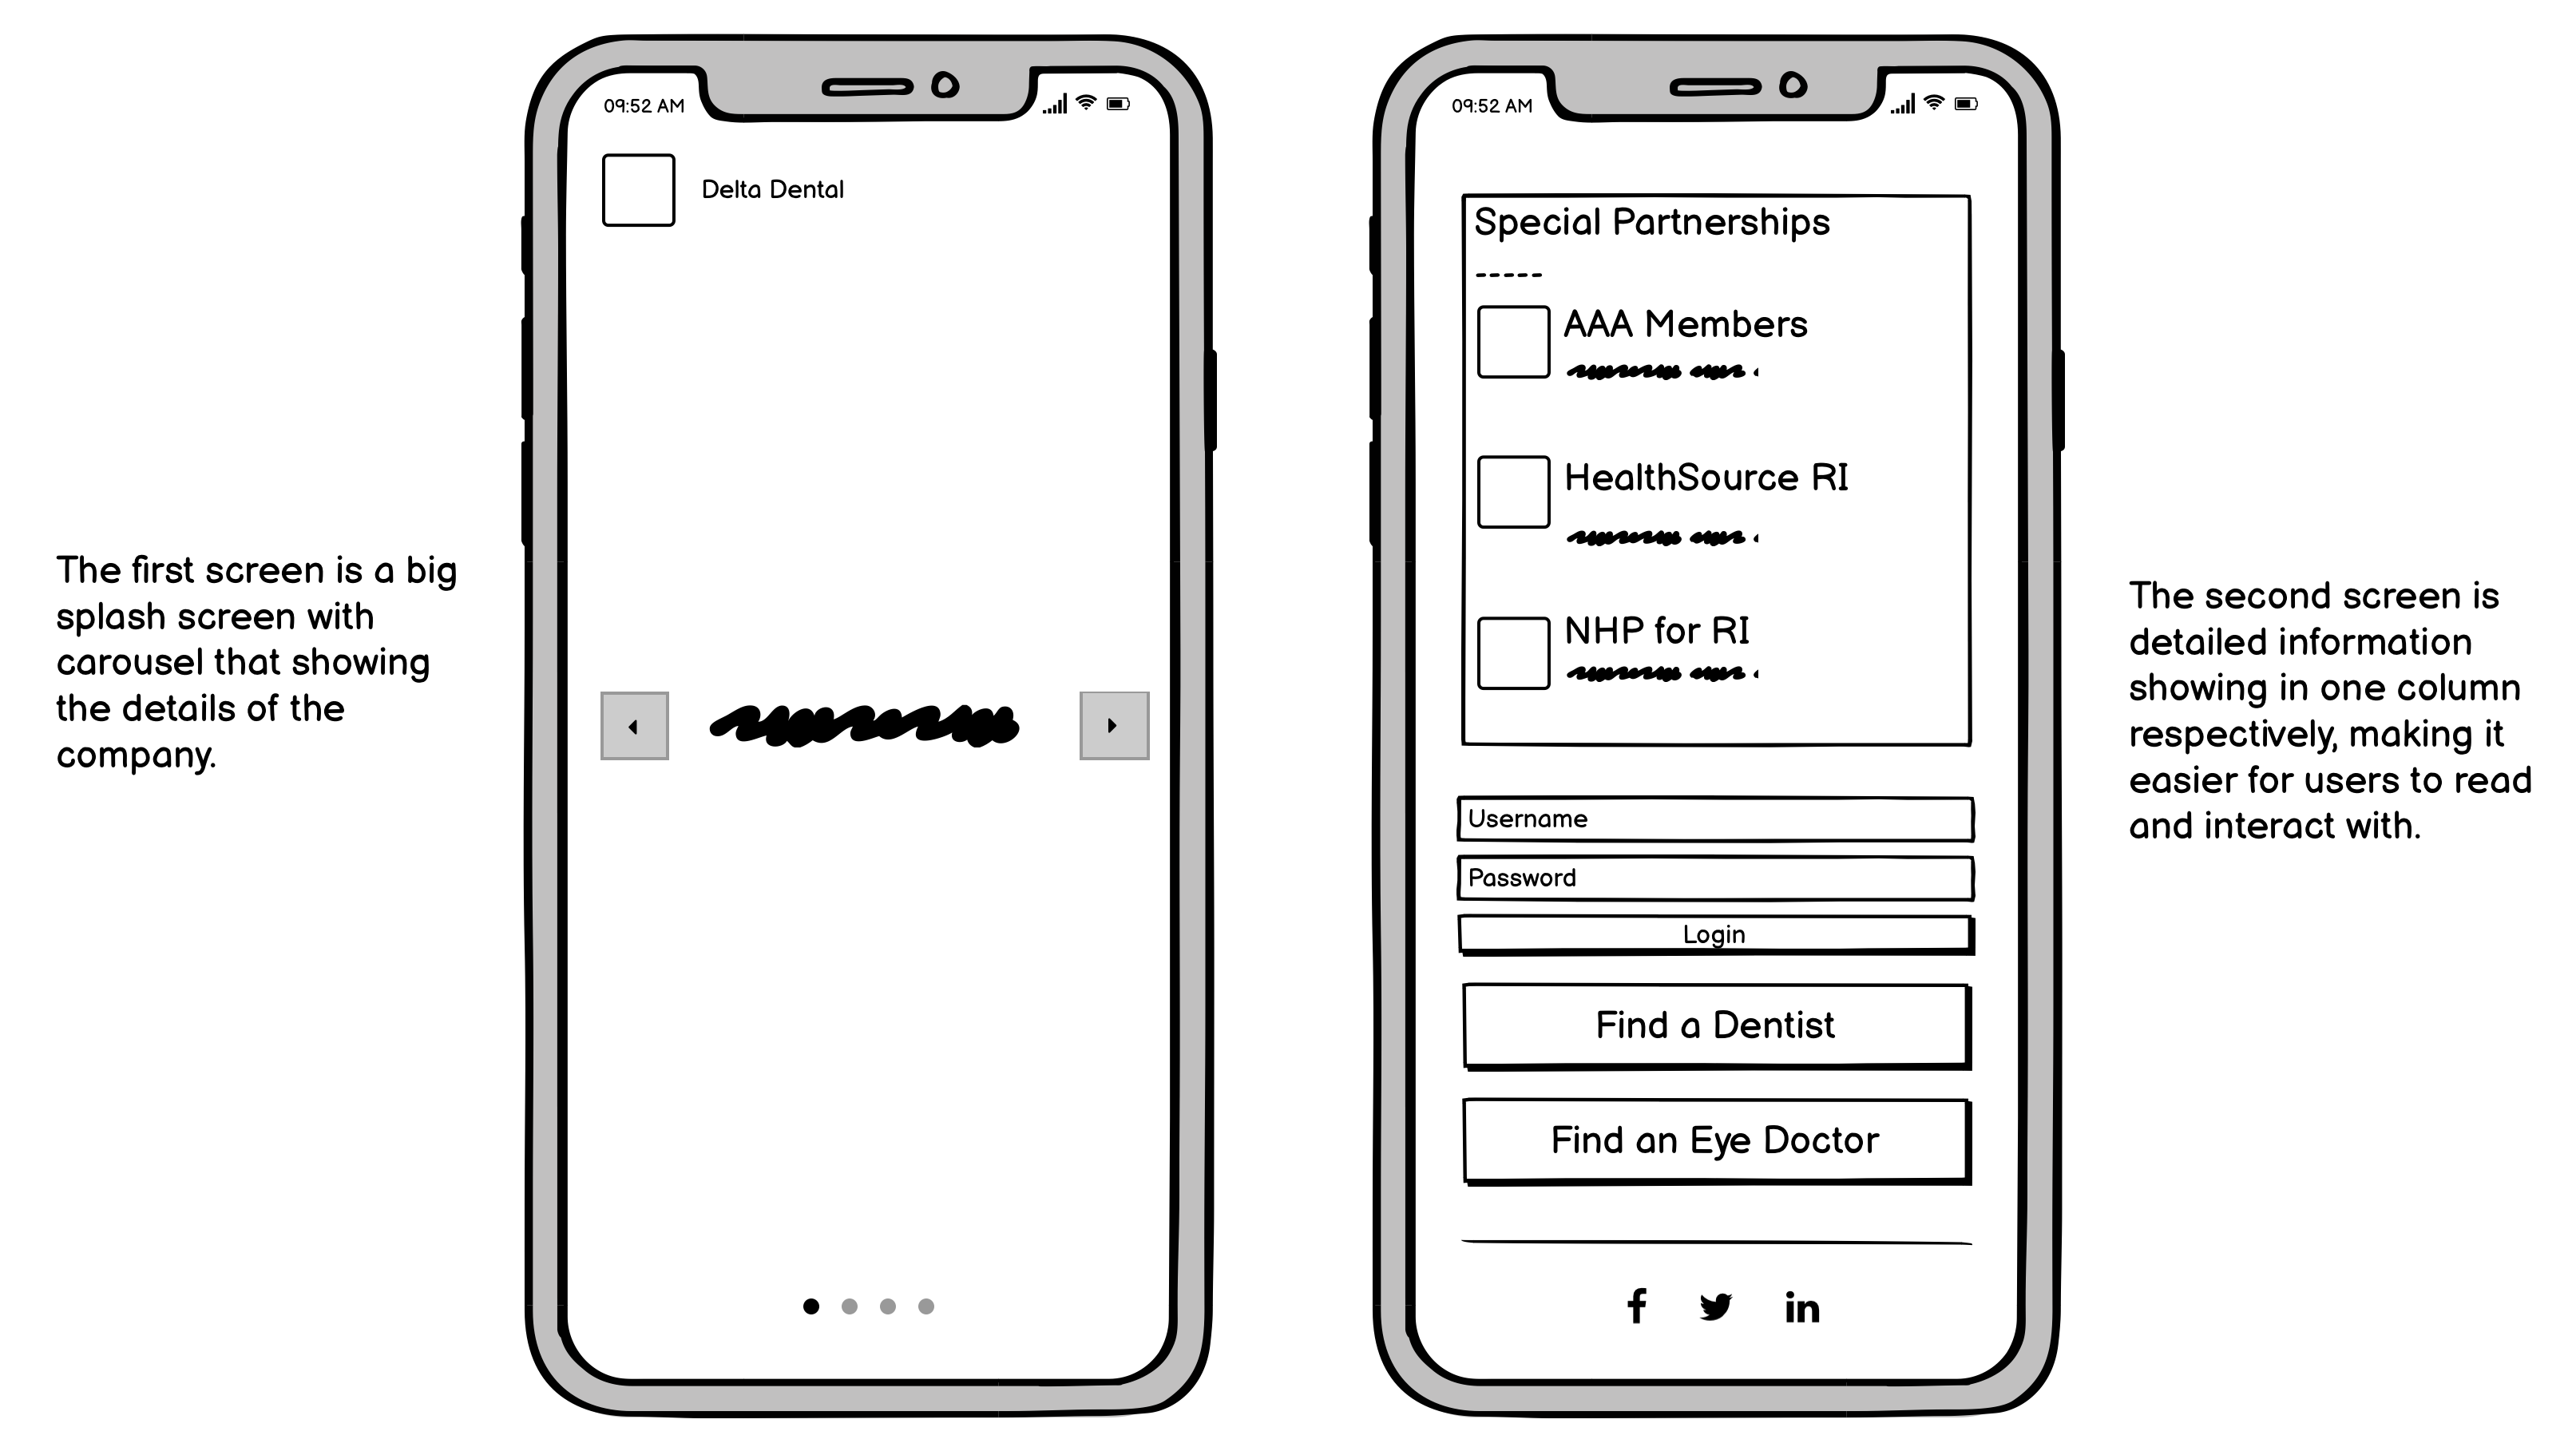 The first screen is a big
splash screen with
carousel that showing
the details of the
company.
09:52 AM
Delta Dental
09:52 AM
Special Partnerships
-----
AAA Members
HealthSource RI
NHP for RI
Username
Password
Login
Find a Dentist
Find an Eye Doctor
The second screen is
detailed information
showing in one column
respectively, making it
easier for users to read
and interact with.